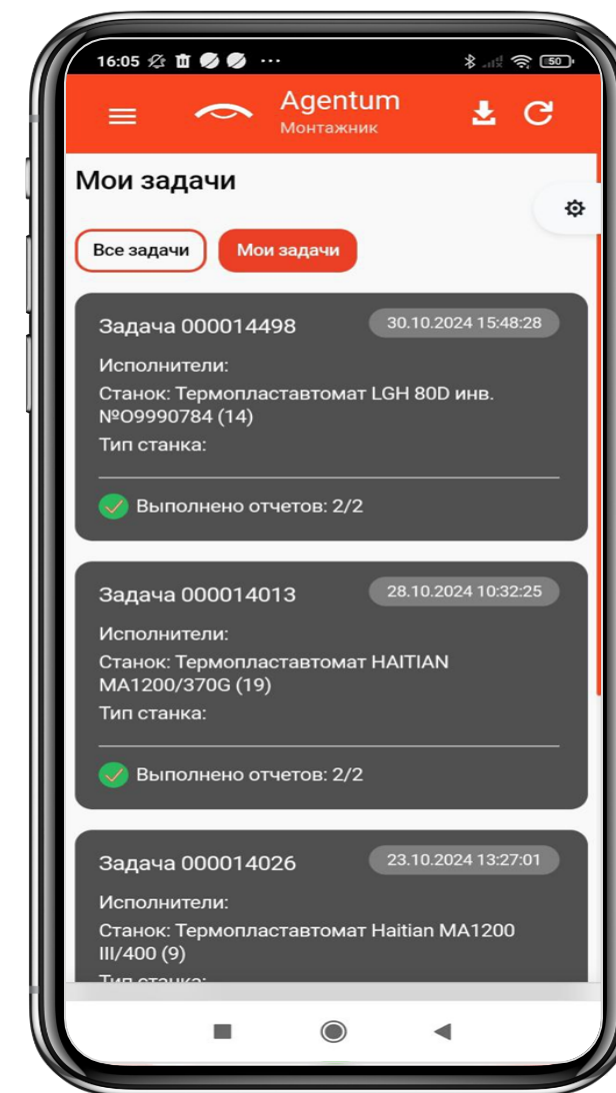 16:05
50
Agentum
Монтажник
Мои задачи
Все задачи
Мои задачи
Задача 000014498
30.10.2024 15:48:28
Исполнители:
Станок: Термопластавтомат LGH 80D инв.
№О9990784 (14)
Тип станка:
Выполнено отчетов: 2/2
Задача 000014013
28.10.2024 10:32:25
Исполнители:
Станок: Термопластавтомат HAITIAN
MA1200/370G (19)
Тип станка:
Выполнено отчетов: 2/2
Задача 000014026
23.10.2024 13:27:01
Исполнители:
Станок: Термопластавтомат Haitian MA1200
III/400 (9)
Тип станка: